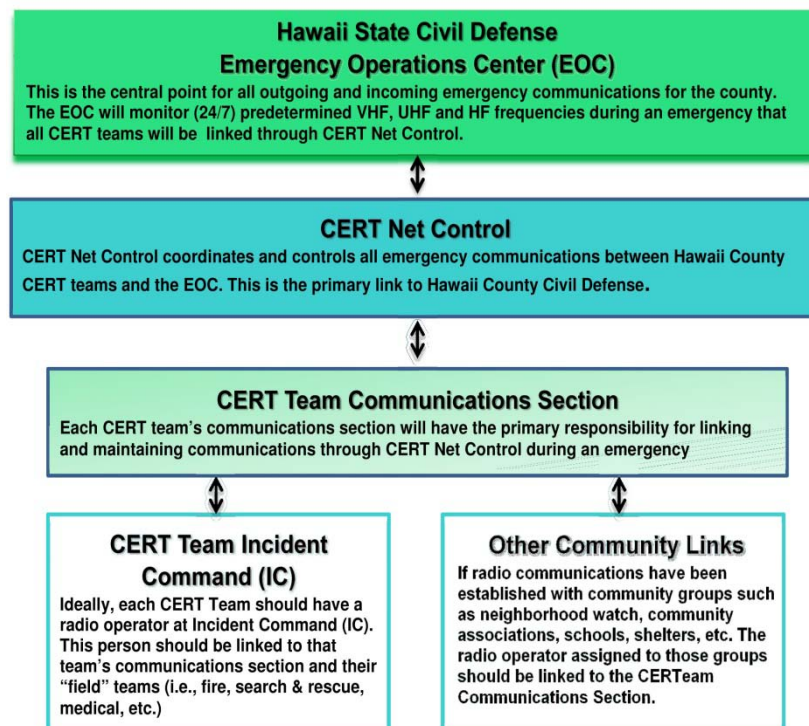 Hawaii State Civil Defense
Emergency Operations Center (EOC)
This is the central point for all outgoing and incoming emergency communications for the county.
The EOC will monitor (24/7) predetermined VHF, UHF and HF frequencies during an emergency that
all CERT teams will be linked through CERT Net Control.
CERT Net Control
CERT Net Control coordinates and controls all emergency communications between Hawaii County
CERT teams and the EOC. This is the primary link to Hawaii County Civil Defense.
CERT Team Communications Section
Each CERT team's communications section will have the primary responsibility for linking
and maintaining communications through CERT Net Control during an emergency
CERT Team Incident
Command (IC)
Ideally, each CERT Team should have a
radio operator at Incident Command (IC).
This person should be linked to that
team's communications section and their
"field" teams (i.e., fire, search & rescue,
medical, etc.)
Other Community Links
If radio communications have been
established with community groups such
as neighborhood watch, community
associations, schools, shelters, etc. The
radio operator assigned to those groups
should be linked to the CERTeam
Communications Section.